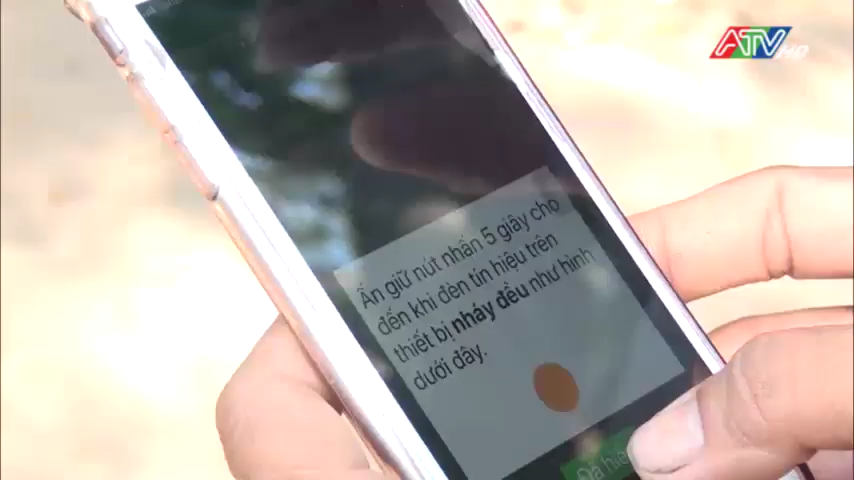 ATV HD
Ấn giữ nút nhấn 5 giây cho
đến khi đèn tín hiệu trên
thiết bị nháy đều như hình
dưới đây.
Đã